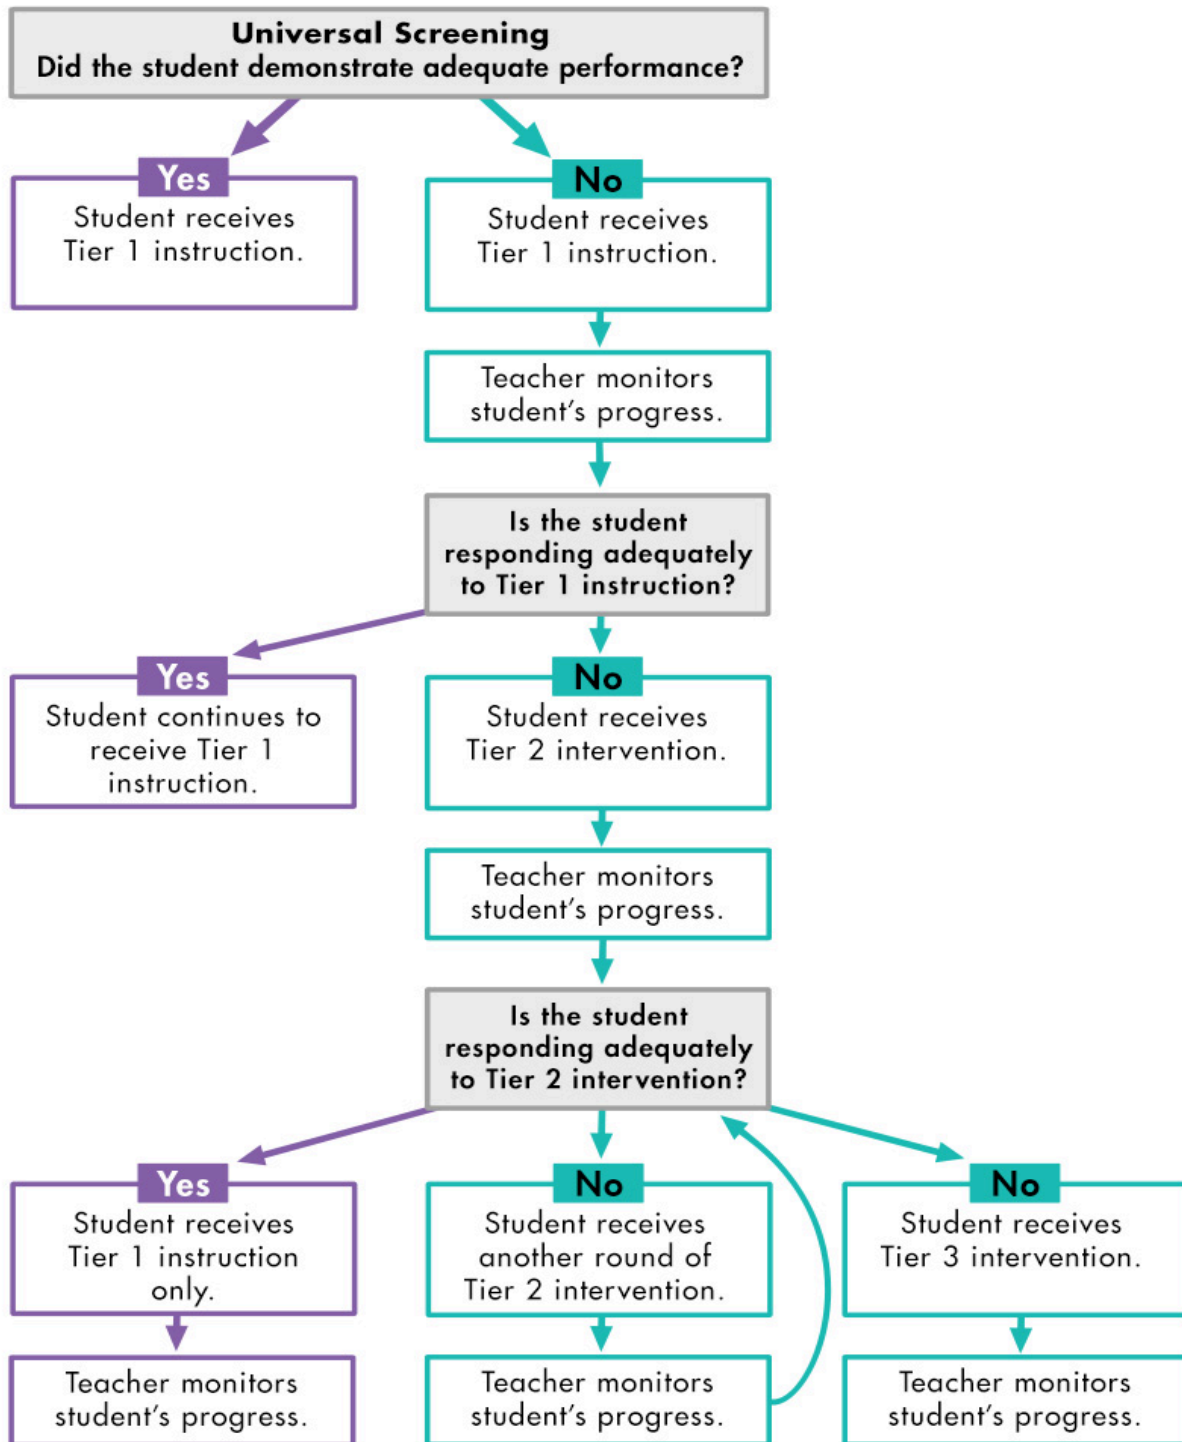 Universal Screening
Did the student demonstrate adequate performance?
Yes
Student receives
Tier 1 instruction.
No
Student receives
Tier 1 instruction.
Teacher monitors
student's progress.
Is the student
responding adequately
to Tier 1 instruction?
Yes
Student continues to
receive Tier 1
instruction.
No
Student receives
Tier 2 intervention.
Teacher monitors
student's progress.
Is the student
responding adequately
to Tier 2 intervention?
Yes
Student receives
Tier 1 instruction
only.
Teacher monitors
student's progress.
No
Student receives
another round of
Tier 2 intervention.
Teacher monitors
student's progress.
No
Student receives
Tier 3 intervention.
Teacher monitors
student's progress.